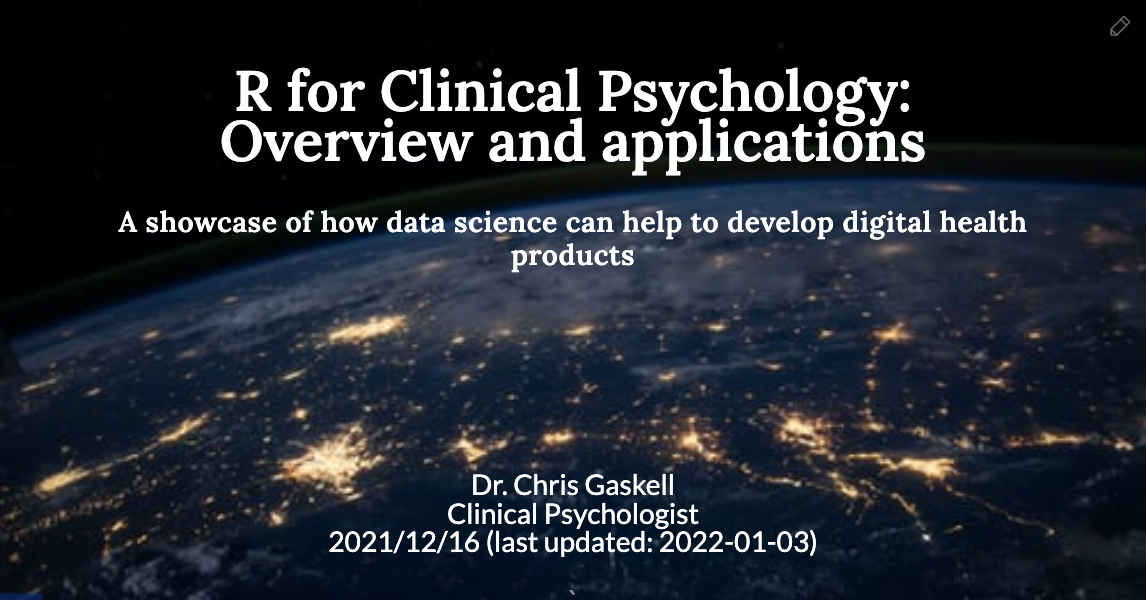 R for Clinical Psychology:
Overview and applications
A showcase of how data science can help to develop digital health
products
Dr. Chris Gaskell
Clinical Psychologist
2021/12/16 (last updated: 2022-01-03)
`